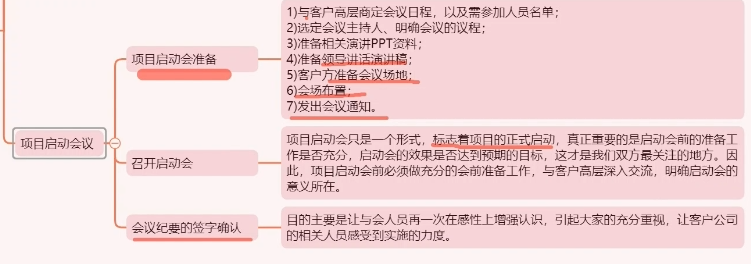 项目启动会议
项目启动会准备
1)与客户高层商定会议日程，以及需参加人员名单；
2)选定会议主持人、明确会议的议程；
3)准备相关演讲PPT资料；
4)准备领导讲话演讲稿；
5)客户方准备会议场地；
6)会场布置；
7)发出会议通知。
召开启动会
项目启动会只是一个形式，标志着项目的正式启动，真正重要的是启动会前的准备工
作是否充分，启动会的效果是否达到预期的目标，这才是我们双方最关注的地方。因
此，项目启动会前必须做充分的会前准备工作，与客户高层深入交流，明确启动会的
意义所在。
会议纪要的签字确认
目的主要是让与会人员再一次在感性上增强认识，引起大家的充分重视，让客户公司
的相关人员感受到实施的力度。